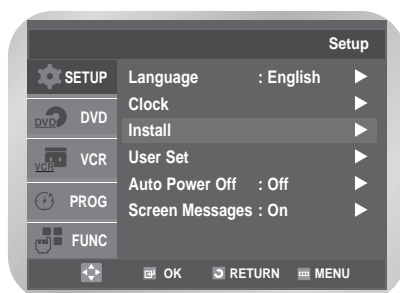 Setup
SETUP
Language : English
Clock
DVD DVD
Install
VCR VCR
User Set
Auto Power Off : Off
PROG
Screen Messages : On
FUNC
OK RETURN MENU